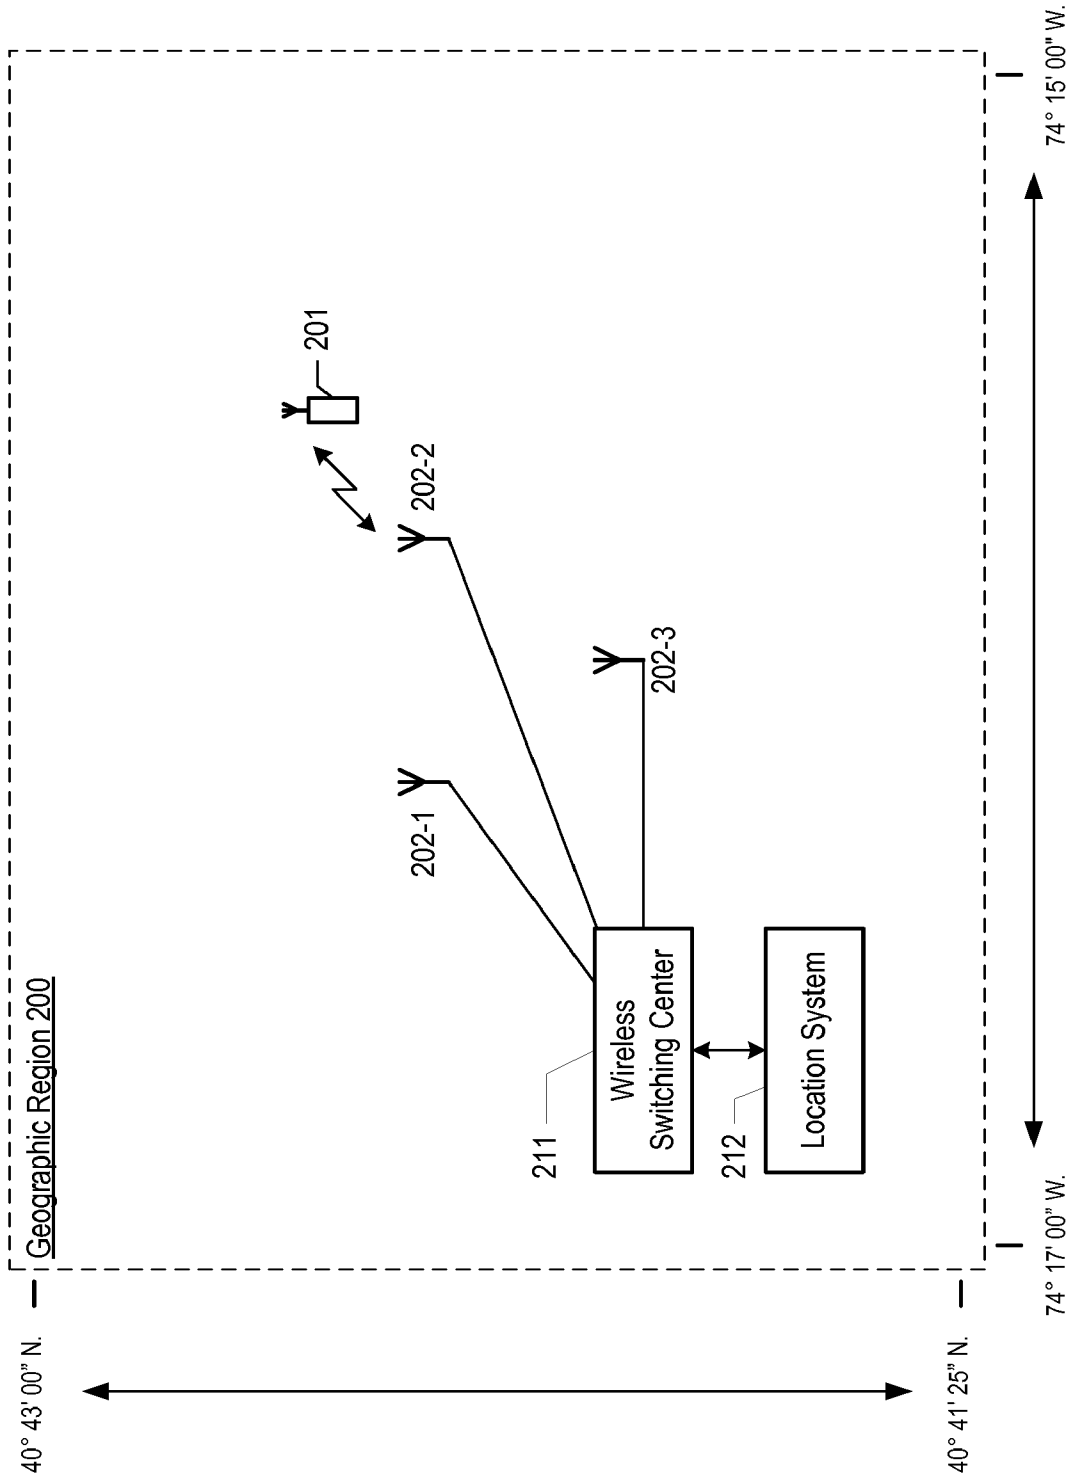 Geographic Region 200
40° 43' 00" N.
201
202-2
202-1
202-3
211
Wireless
Switching Center
212
Location System
40° 41' 25" N.
74° 17' 00" W.
74° 15' 00" W.